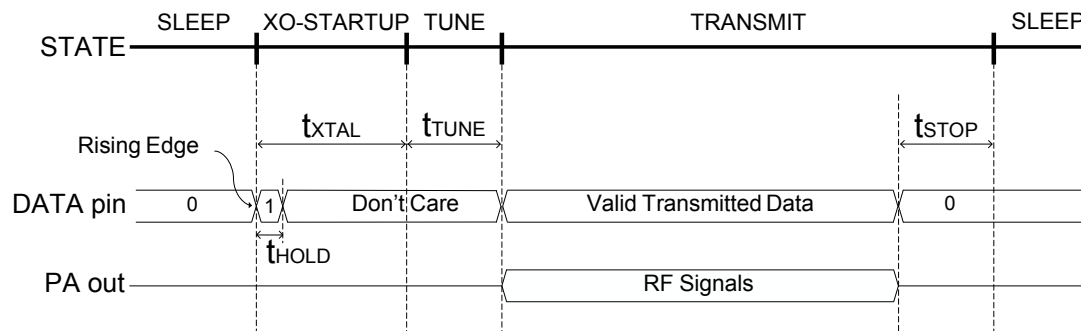 SLEEP XO-STARTUP TUNE TRANSMIT SLEEP
STATE
tXTAL tTUNE tSTOP
Rising Edge
DATA pin 0 1 Don't Care Valid Transmitted Data 0
tHOLD
PA out RF Signals